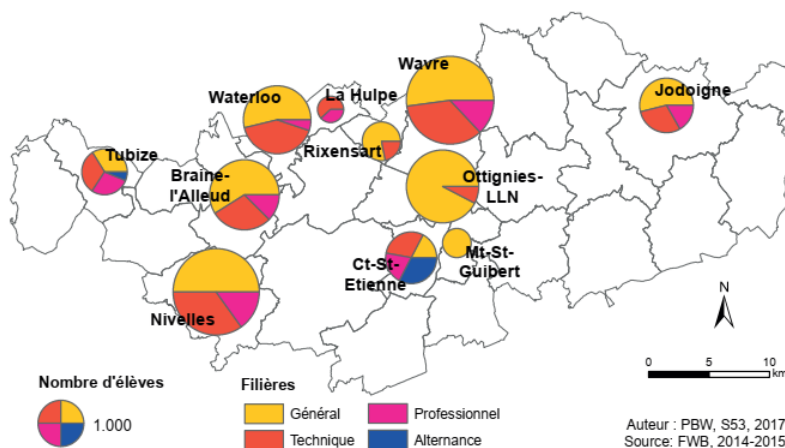 Wavre
La Hulpe
Waterloo
Jodoigne
Rixensart
Tubize
Braine-
l'Alleud
Ottignies-
LLN
Ct-St-
Etienne
Mt-St-
Guibert
Nivelles
N
0 5 10
km
Nombre d'élèves
1.000
Filières
Général
Professionnel
Technique
Alternance
Auteur : PBW, S53, 2017
Source: FWB, 2014-2015